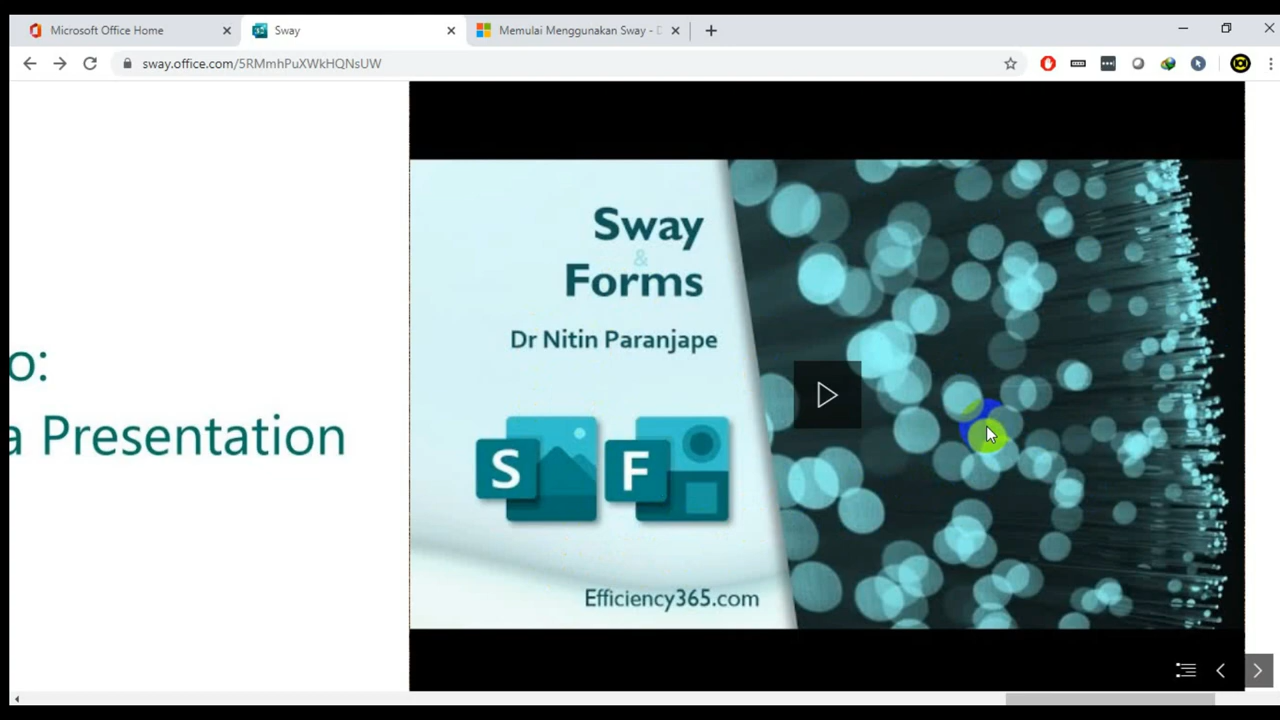 Microsoft Office Home
Sway
Memulai Menggunakan Sway - D
sway.office.com/5RMmhPuXWkHQNsUW
o:
a Presentation
Sway
&
Forms
Dr Nitin Paranjape
S
F
Efficiency365.com